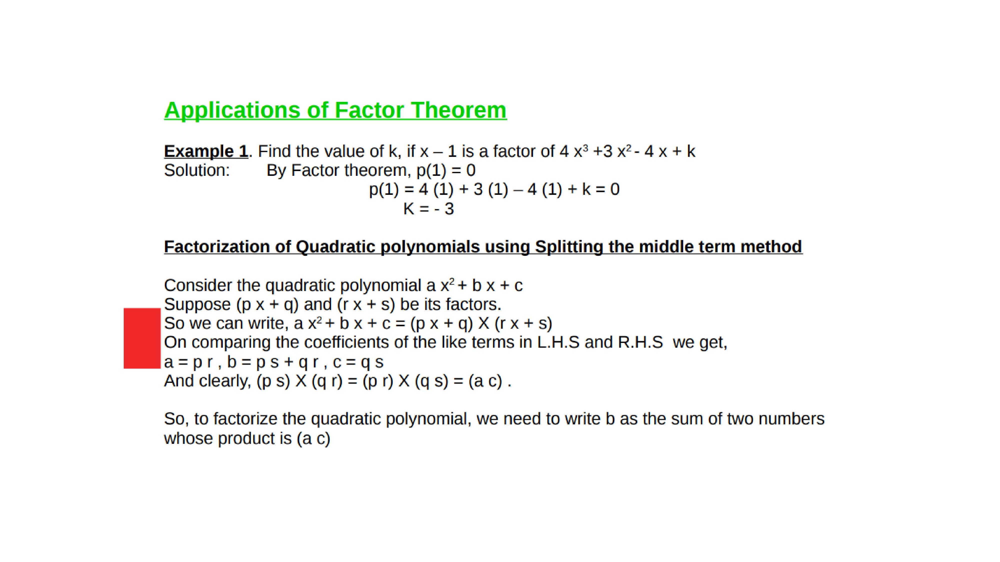 Applications of Factor Theorem
Example 1. Find the value of k, if x – 1 is a factor of 4 x³ +3 x² - 4 x + k
Solution: By Factor theorem, p(1) = 0
p(1) = 4 (1) + 3 (1) – 4 (1) + k = 0
K = - 3
Factorization of Quadratic polynomials using Splitting the middle term method
Consider the quadratic polynomial a x² + b x + c
Suppose (p x + q) and (r x + s) be its factors.
So we can write, a x² + b x + c = (p x + q) X (r x + s)
On comparing the coefficients of the like terms in L.H.S and R.H.S we get,
a = p r , b = p s + q r , c = q s
And clearly, (p s) X (q r) = (p r) X (q s) = (a c) .
So, to factorize the quadratic polynomial, we need to write b as the sum of two numbers
whose product is (a c)